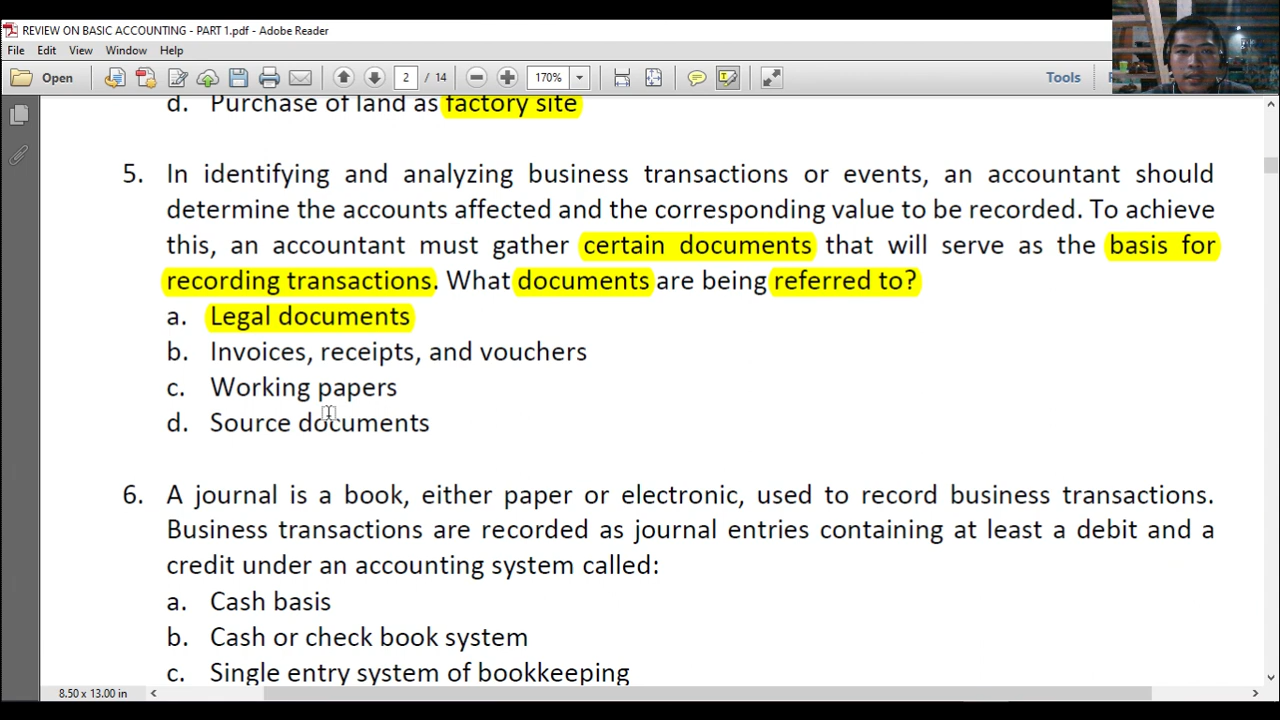 REVIEW ON BASIC ACCOUNTING - PART 1.pdf - Adobe Reader
File Edit View Window Help
Open 2 / 14 170% Tools
d. Purchase of land as factory site
5. In identifying and analyzing business transactions or events, an accountant should
determine the accounts affected and the corresponding value to be recorded. To achieve
this, an accountant must gather certain documents that will serve as the basis for
recording transactions. What documents are being referred to?
a. Legal documents
b. Invoices, receipts, and vouchers
c. Working papers
d. Source documents
6. A journal is a book, either paper or electronic, used to record business transactions.
Business transactions are recorded as journal entries containing at least a debit and a
credit under an accounting system called:
a. Cash basis
b. Cash or check book system
c. Single entry system of bookkeeping
8.50 x 13.00 in